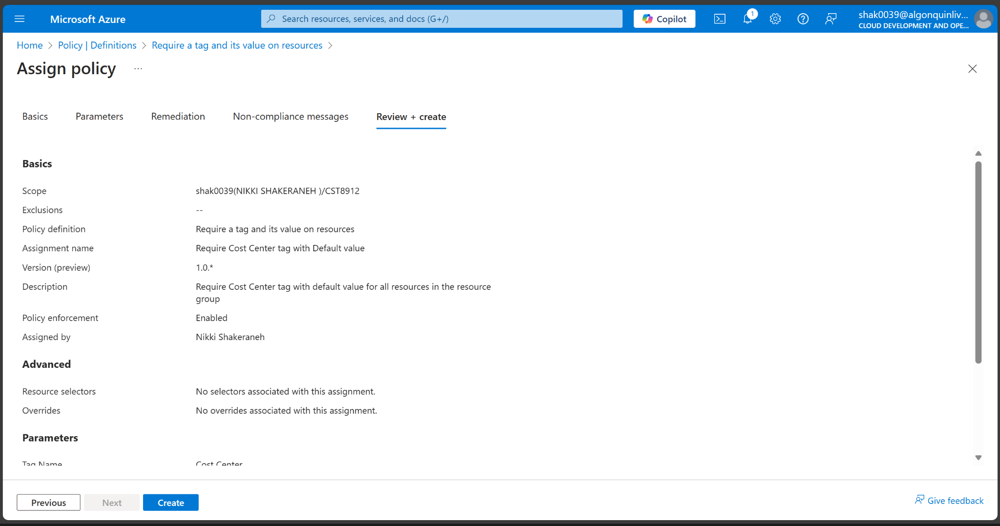 Microsoft Azure
Search resources, services, and docs (G+/)
Copilot
1
shak0039@algonquinliv...
CLOUD DEVELOPMENT AND OPE...
Home > Policy | Definitions > Require a tag and its value on resources >
Assign policy ...
Basics Parameters Remediation Non-compliance messages Review + create
Basics
Scope shak0039(NIKKI SHAKERANEH )/CST8912
Exclusions --
Policy definition Require a tag and its value on resources
Assignment name Require Cost Center tag with Default value
Version (preview) 1.0.*
Description Require Cost Center tag with default value for all resources in the resource
group
Policy enforcement Enabled
Assigned by Nikki Shakeraneh
Advanced
Resource selectors No selectors associated with this assignment.
Overrides No overrides associated with this assignment.
Parameters
Tag Name Cost Center
Previous Next Create
Give feedback